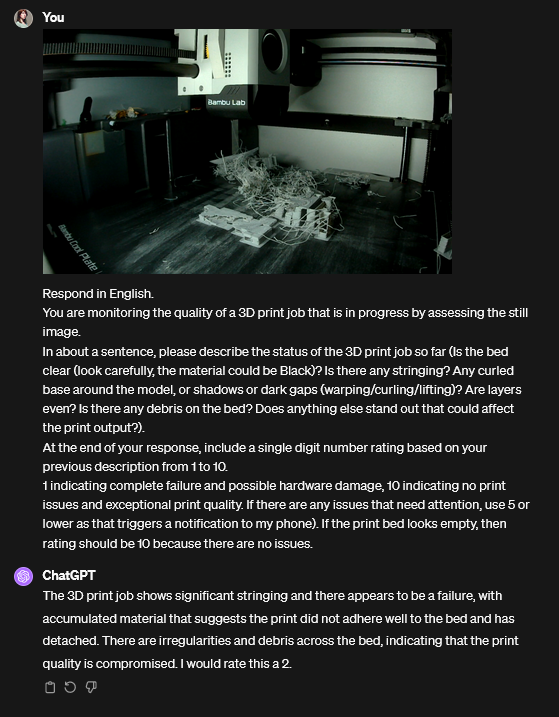 You
Bambu Lab
Bambu Cool Plate
Respond in English.
You are monitoring the quality of a 3D print job that is in progress by assessing the still
image.
In about a sentence, please describe the status of the 3D print job so far (Is the bed
clear (look carefully, the material could be Black)? Is there any stringing? Any curled
base around the model, or shadows or dark gaps (warping/curling/lifting)? Are layers
even? Is there any debris on the bed? Does anything else stand out that could affect
the print output?).
At the end of your response, include a single digit number rating based on your
previous description from 1 to 10.
1 indicating complete failure and possible hardware damage, 10 indicating no print
issues and exceptional print quality. If there are any issues that need attention, use 5 or
lower as that triggers a notification to my phone). If the print bed looks empty, then
rating should be 10 because there are no issues.
ChatGPT
The 3D print job shows significant stringing and there appears to be a failure, with
accumulated material that suggests the print did not adhere well to the bed and has
detached. There are irregularities and debris across the bed, indicating that the print
quality is compromised. I would rate this a 2.